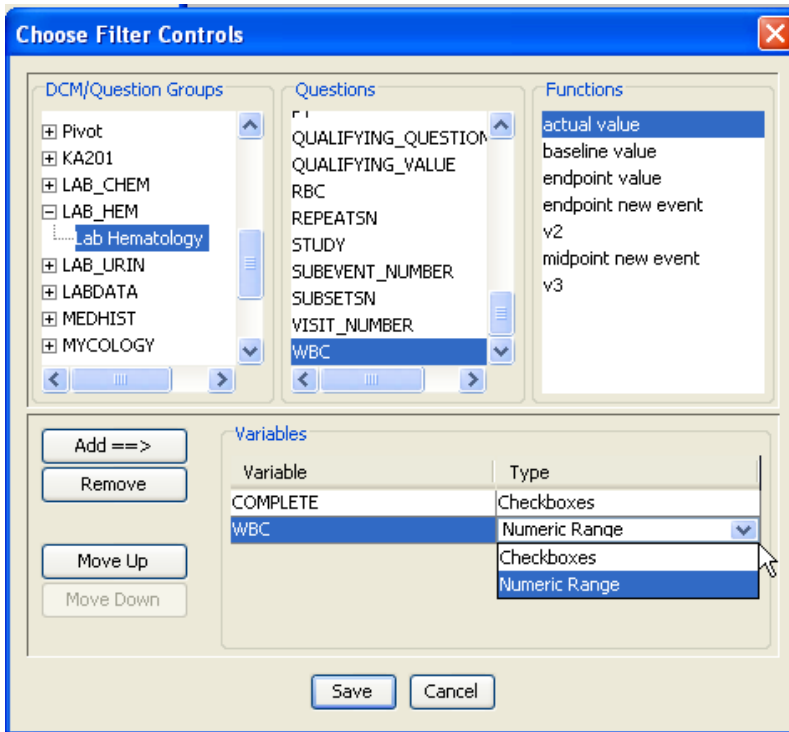 Choose Filter Controls
DCM/Question Groups
Pivot
KA201
LAB_CHEM
LAB_HEM
Lab Hematology
LAB_URIN
LABDATA
MEDHIST
MYCOLOGY
Questions
QUALIFYING_QUESTION
QUALIFYING_VALUE
RBC
REPEATSN
STUDY
SUBEVENT_NUMBER
SUBSETSN
VISIT_NUMBER
WBC
Functions
actual value
baseline value
endpoint value
endpoint new event
v2
midpoint new event
v3
Add ==>
Remove
Move Up
Move Down
Variables
Variable Type
COMPLETE Checkboxes
WBC Numeric Range
Checkboxes
Numeric Range
Save Cancel